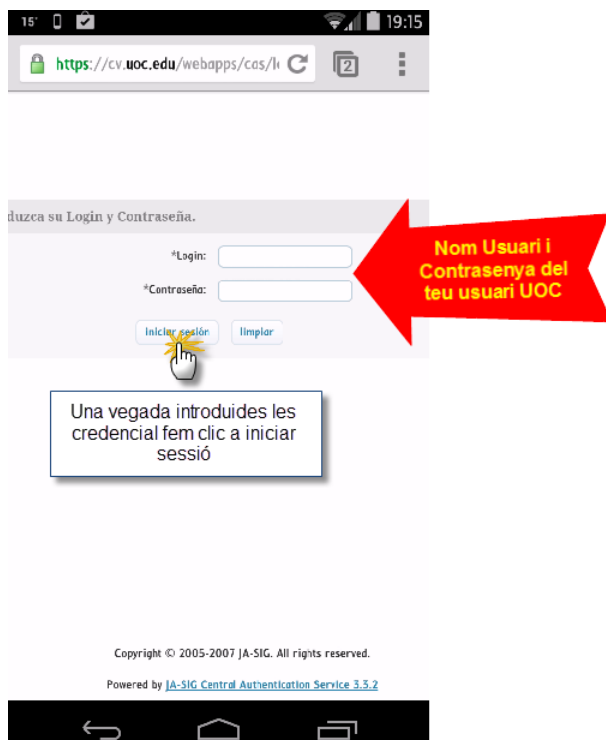 15° 19:15
https://cv.uoc.edu/webapps/cas/l
2
duzca su Login y Contraseña.
*Login:
*Contraseña:
Nom Usuari i
Contrasenya del
teu usuari UOC
Iniciar sesión limpiar
Una vegada introduides les
credencial fem clic a iniciar
sessió
Copyright © 2005-2007 JA-SIG. All rights reserved.
Powered by JA-SIG Central Authentication Service 3.3.2